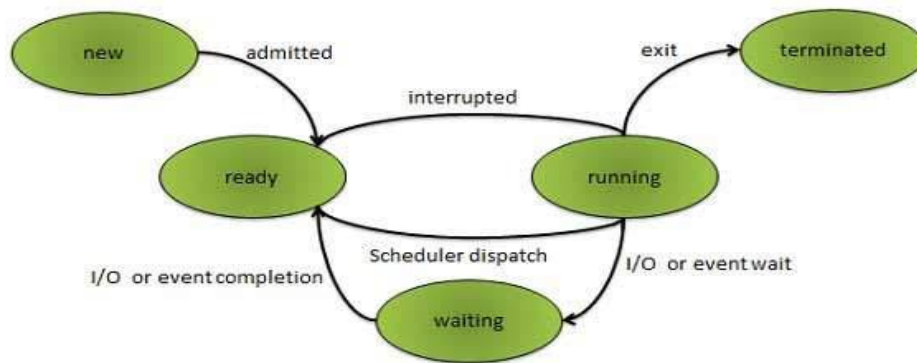 new
admitted
exit
terminated
interrupted
ready
running
Scheduler dispatch
I/O or event completion
I/O or event wait
waiting